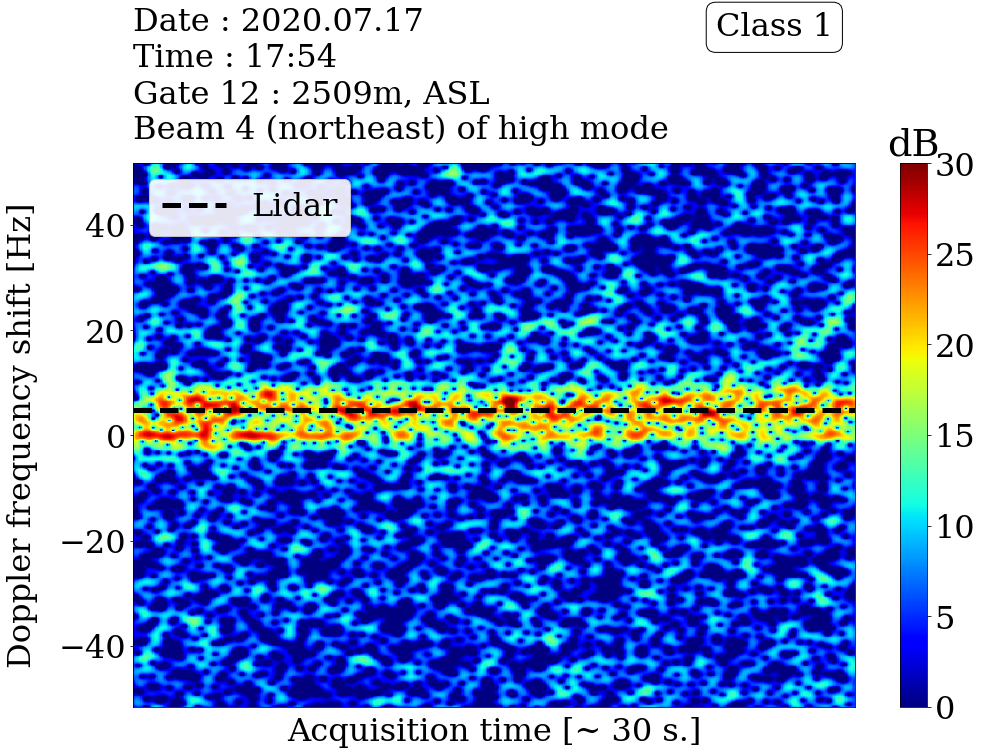 Date : 2020.07.17
Time : 17:54
Gate 12 : 2509m, ASL
Beam 4 (northeast) of high mode
Class 1
dB
Lidar
Doppler frequency shift [Hz]
40
20
0
−20
−40
30
25
20
15
10
5
0
Acquisition time [~ 30 s.]